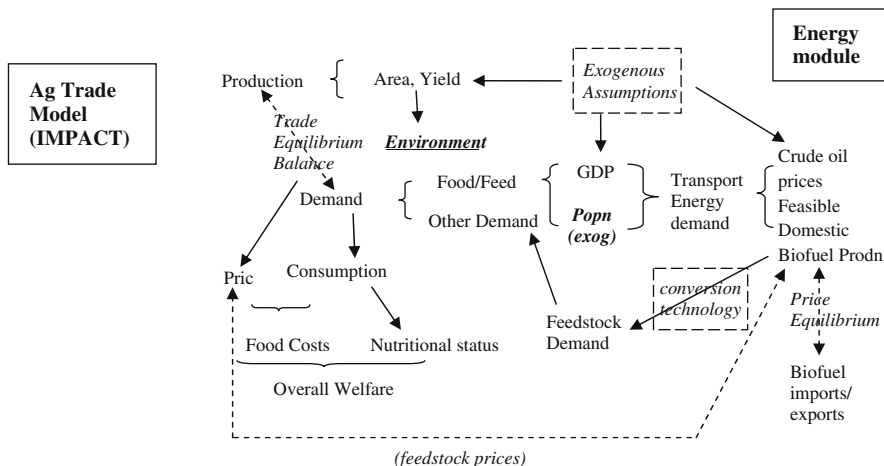 Ag Trade
Model
(IMPACT)
Production
Area, Yield
Exogenous
Assumptions
Energy
module
Trade
Equilibrium
Balance
Environment
Demand
Food/Feed
Other Demand
GDP
Popn
(exog)
Transport
Energy
demand
Crude oil
prices
Feasible
Domestic
Biofuel Prodn
Pric
Consumption
conversion
technology
Price
Equilibrium
Feedstock
Demand
Food Costs
Nutritional status
Overall Welfare
Biofuel
imports/
exports
(feedstock prices)